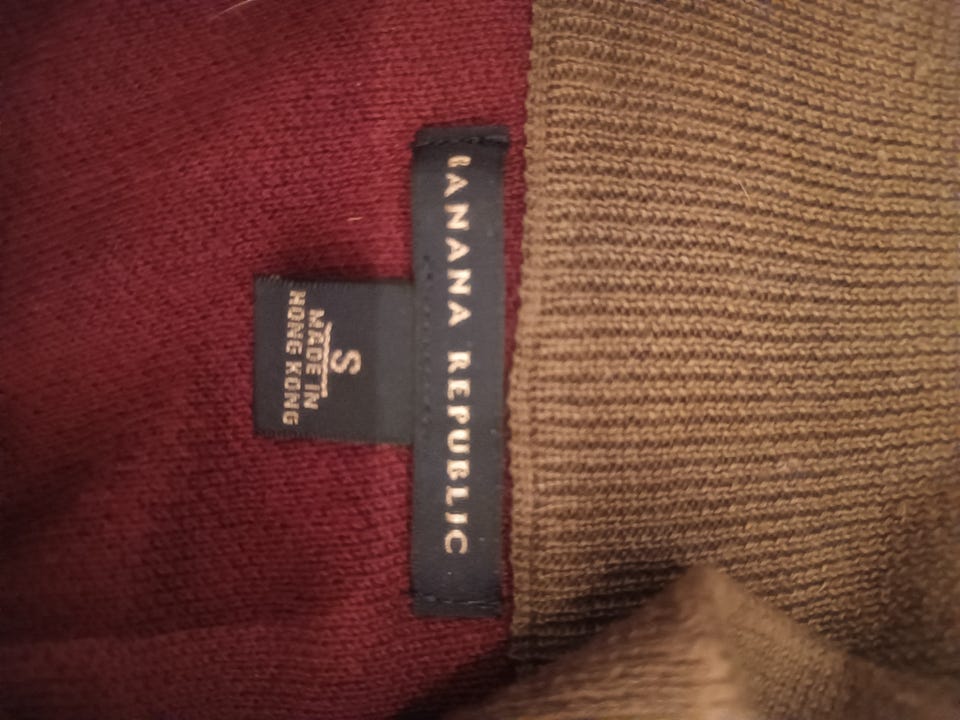 BANANA REPUBLIC
S
MADE IN
HONG KONG